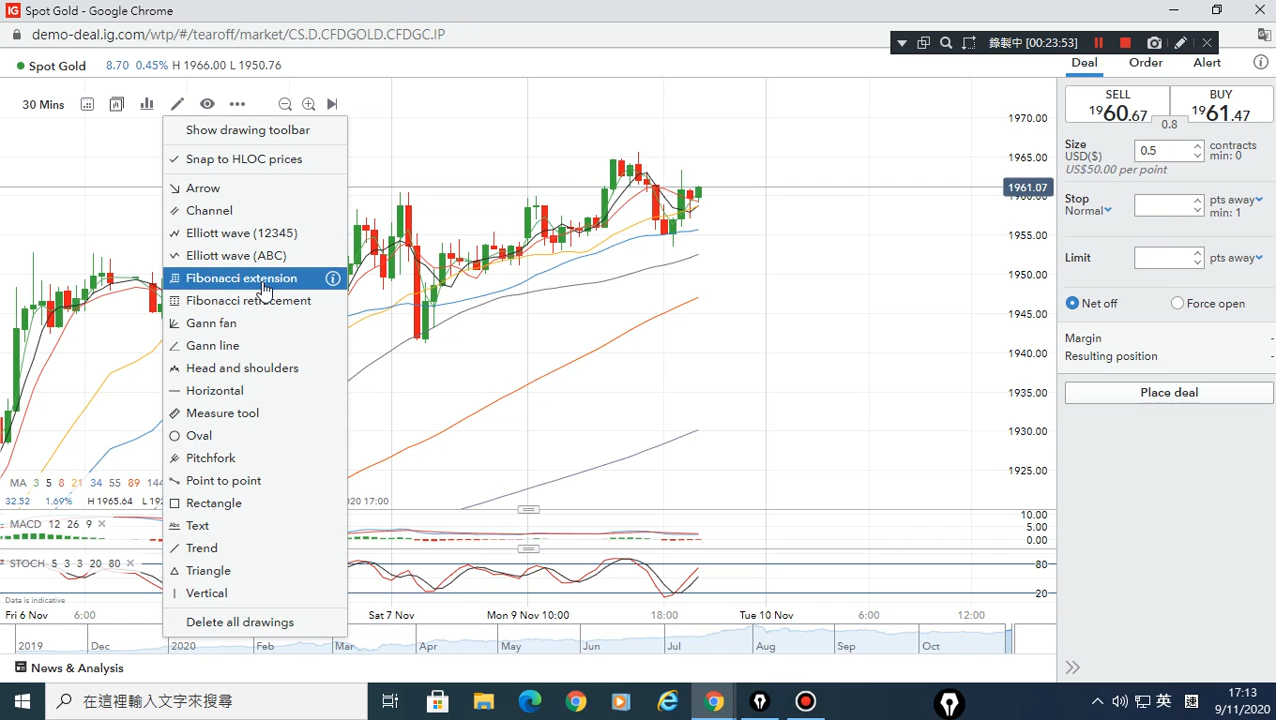 IG Spot Gold - Google Chrome
demo-deal.ig.com/wtp/#/tearoff/market/CS.D.CFDGOLD.CFDGC.IP
錄製中 [00:23:53]
Spot Gold 8.70 0.45% H 1966.00 L 1950.76
Deal Order Alert
30 Mins
Show drawing toolbar
Snap to HLOC prices
Arrow
Channel
Elliott wave (12345)
Elliott wave (ABC)
Fibonacci extension
Gann fan
Gann line
Head and shoulders
Horizontal
Measure tool
Oval
Pitchfork
Point to point
Rectangle
Text
Trend
Triangle
Vertical
Delete all drawings
1970.00
1965.00
1961.07
1955.00
1950.00
1945.00
1940.00
1935.00
1930.00
1925.00
10.00
5.00
0.00
80
20
SELL
1960.67
BUY
1961.47
0.8
Size
USD($)
0.5
contracts
min: 0
US$50.00 per point
Stop
Normal
pts away
min: 1
Limit
pts away
Net off
Force open
Margin -
Resulting position -
Place deal
MA 3 5 8 21 34 55 89 144
32.52 1.69% H 1965.64
MACD 12 26 9
STOCH 5 3 3 20 80
Data is indicative
Fri 6 Nov 6:00 Sat 7 Nov Mon 9 Nov 10:00 18:00 Tue 10 Nov 6:00 12:00
2019 Dec 2020 Feb Mar Apr May Jun Jul Aug Sep Oct
News & Analysis
在這裡輸入文字來搜尋
英
17:13
9/11/2020